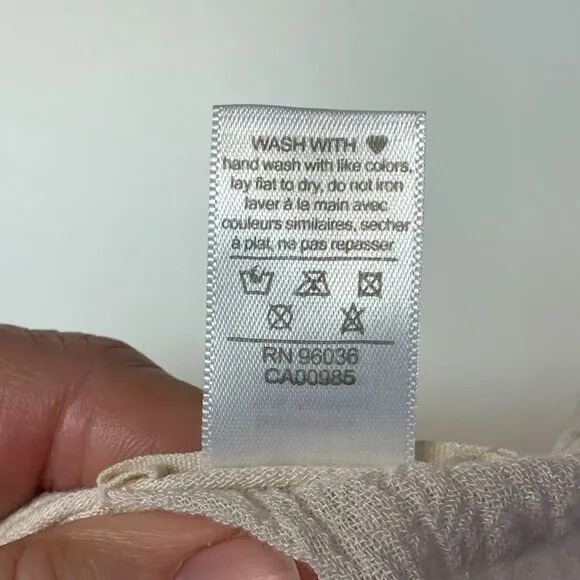 WASH WITH ♥
hand wash with like colors,
lay flat to dry, do not iron
laver à la main avec
couleurs similaires, secher
à plat, ne pas repasser
RN 96036
CA00985